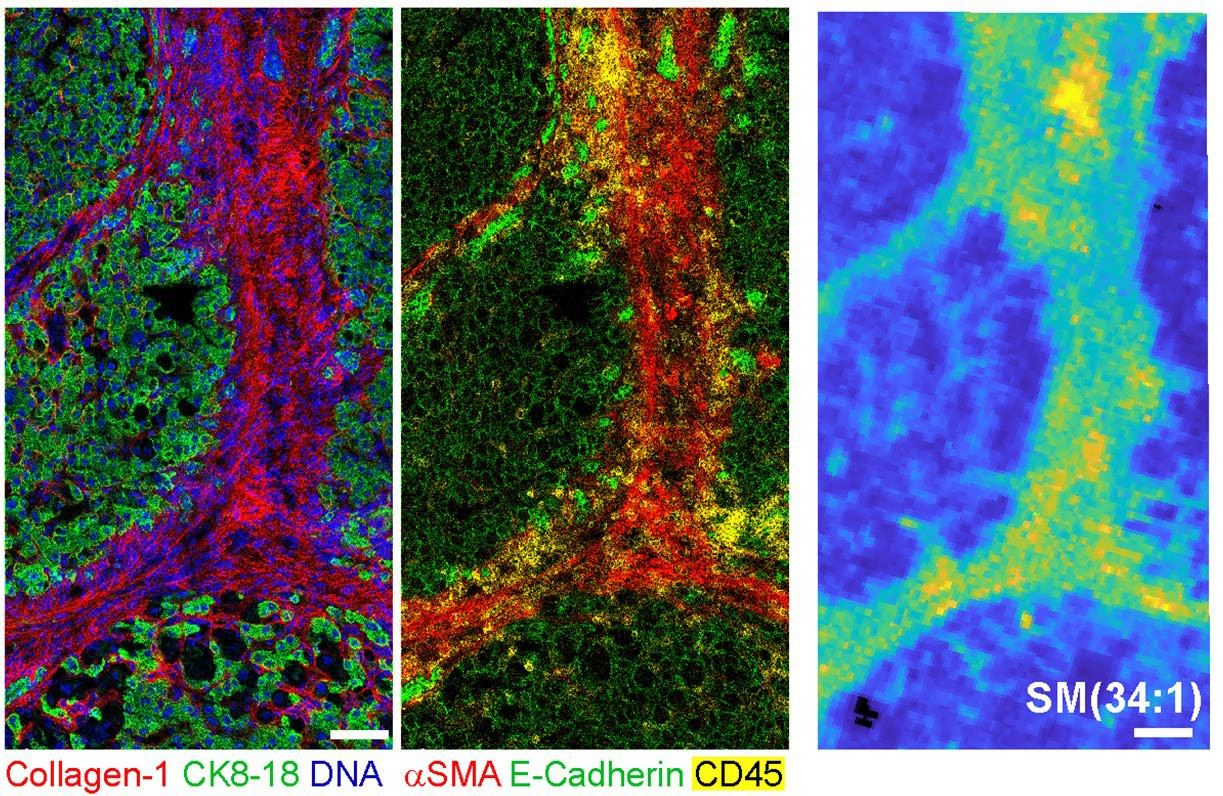 SM(34:1)
Collagen-1 CK8-18 DNA αSMA E-Cadherin CD45